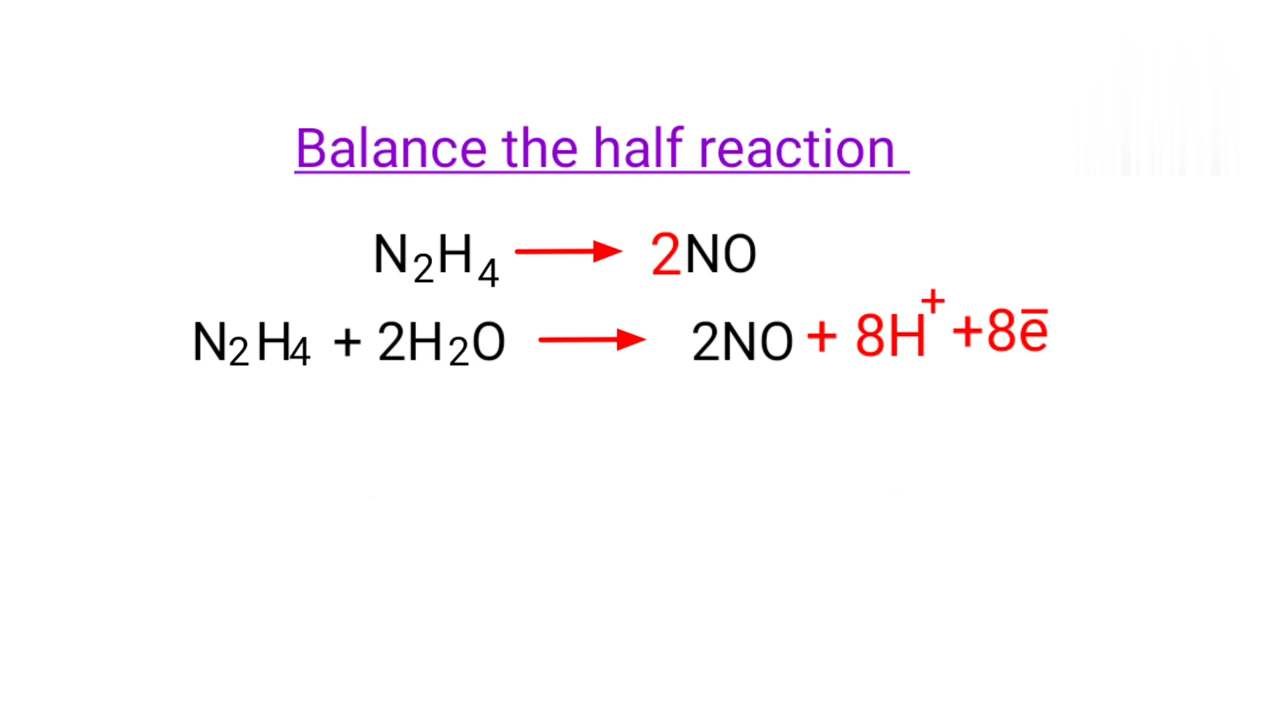 Balance the half reaction
N₂H₄ ⟶ 2NO
N₂H₄ + 2H₂O ⟶ 2NO + 8H⁺ +8e̅